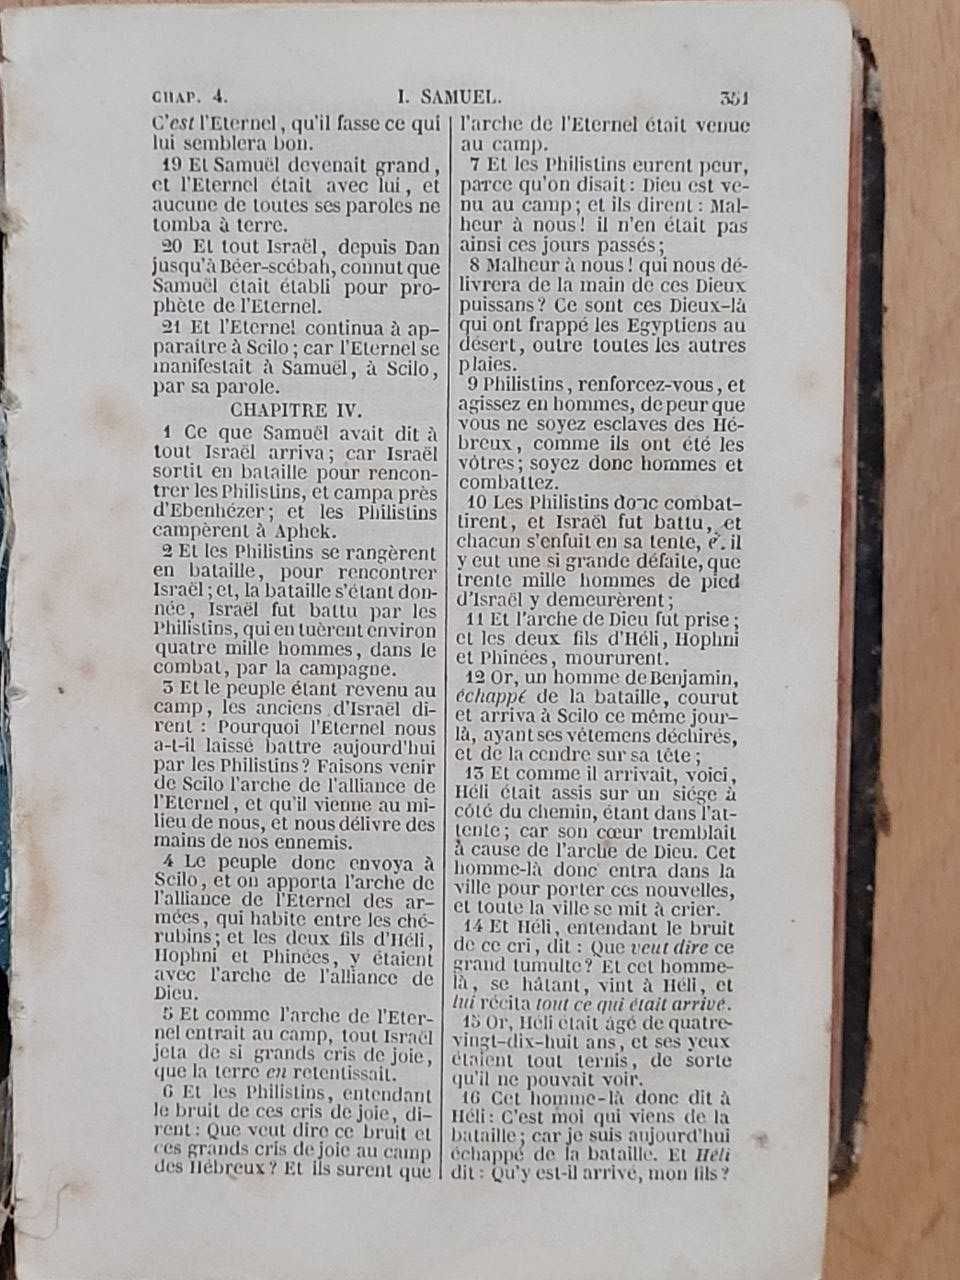 CHAP. 4. I. SAMUEL. 351
C'est l'Eternel, qu'il fasse ce qui
lui semblera bon.
19 Et Samuël devenait grand,
et l'Eternel était avec lui, et
aucune de toutes ses paroles ne
tomba à terre.
20 Et tout Israël, depuis Dan
jusqu'à Béer-scébah, connut que
Samuël était établi pour pro-
phète de l'Eternel.
21 Et l'Eternel continua à ap-
paraître à Scilo; car l'Eternel se
manifestait à Samuël, à Scilo,
par sa parole.
CHAPITRE IV.
1 Ce que Samuël avait dit à
tout Israël arriva; car Israël
sortit en bataille pour rencon-
trer les Philistins, et campa près
d'Ebenhézer; et les Philistins
campèrent à Aphek.
2 Et les Philistins se rangèrent
en bataille, pour rencontrer
Israël; et, la bataille s'étant don-
née, Israël fut battu par les
Philistins, qui en tuèrent environ
quatre mille hommes, dans le
combat, par la campagne.
3 Et le peuple étant revenu au
camp, les anciens d'Israël di-
rent : Pourquoi l'Eternel nous
a-t-il laissé battre aujourd'hui
par les Philistins? Faisons venir
de Scilo l'arche de l'alliance de
l'Eternel, et qu'il vienne au mi-
lieu de nous, et nous délivre des
mains de nos ennemis.
4 Le peuple donc envoya à
Scilo, et on apporta l'arche de
l'alliance de l'Eternel des ar-
mées, qui habite entre les ché-
rubins; et les deux fils d'Héli,
Hophni et Phinées, y étaient
avec l'arche de l'alliance de
Dieu.
5 Et comme l'arche de l'Eter-
nel entrait au camp, tout Israël
jeta de si grands cris de joie,
que la terre en retentissait.
6 Et les Philistins, entendant
le bruit de ces cris de joie, di-
rent : Que veut dire ce bruit et
ces grands cris de joie au camp
des Hébreux? Et ils surent que
l'arche de l'Eternel était venue
au camp.
7 Et les Philistins eurent peur,
parce qu'on disait : Dieu est ve-
nu au camp; et ils dirent : Mal-
heur à nous! il n'en était pas
ainsi ces jours passés;
8 Malheur à nous! qui nous dé-
livrera de la main de ces Dieux
puissans? Ce sont ces Dieux-là
qui ont frappé les Egyptiens au
désert, outre toutes les autres
plaies.
9 Philistins, renforcez-vous, et
agissez en hommes, de peur que
vous ne soyez esclaves des Hé-
breux, comme ils ont été les
vôtres; soyez donc hommes et
combattez.
10 Les Philistins donc combat-
tirent, et Israël fut battu, et
chacun s'enfuit en sa tente, e. il
y eut une si grande défaite, que
trente mille hommes de pied
d'Israël y demeurèrent;
11 Et l'arche de Dieu fut prise;
et les deux fils d'Héli, Hophni
et Phinées, moururent.
12 Or, un homme de Benjamin,
échappé de la bataille, courut
et arriva à Scilo ce même jour-
là, ayant ses vêtemens déchirés,
et de la cendre sur sa tête;
13 Et comme il arrivait, voici,
Héli était assis sur un siége à
côté du chemin, étant dans l'at-
tente; car son cœur tremblait
à cause de l'arche de Dieu. Cet
homme-là donc entra dans la
ville pour porter ces nouvelles,
et toute la ville se mit à crier.
14 Et Héli, entendant le bruit
de ce cri, dit : Que veut dire ce
grand tumulte? Et cet homme-
là, se hâtant, vint à Héli, et
lui récita tout ce qui était arrivé.
15 Or, Héli était âgé de quatre-
vingt-dix-huit ans, et ses yeux
étaient tout ternis, de sorte
qu'il ne pouvait voir.
16 Cet homme-là donc dit à
Héli : C'est moi qui viens de la
bataille; car je suis aujourd'hui
échappé de la bataille. Et Héli
dit : Qu'y est-il arrivé, mon fils?